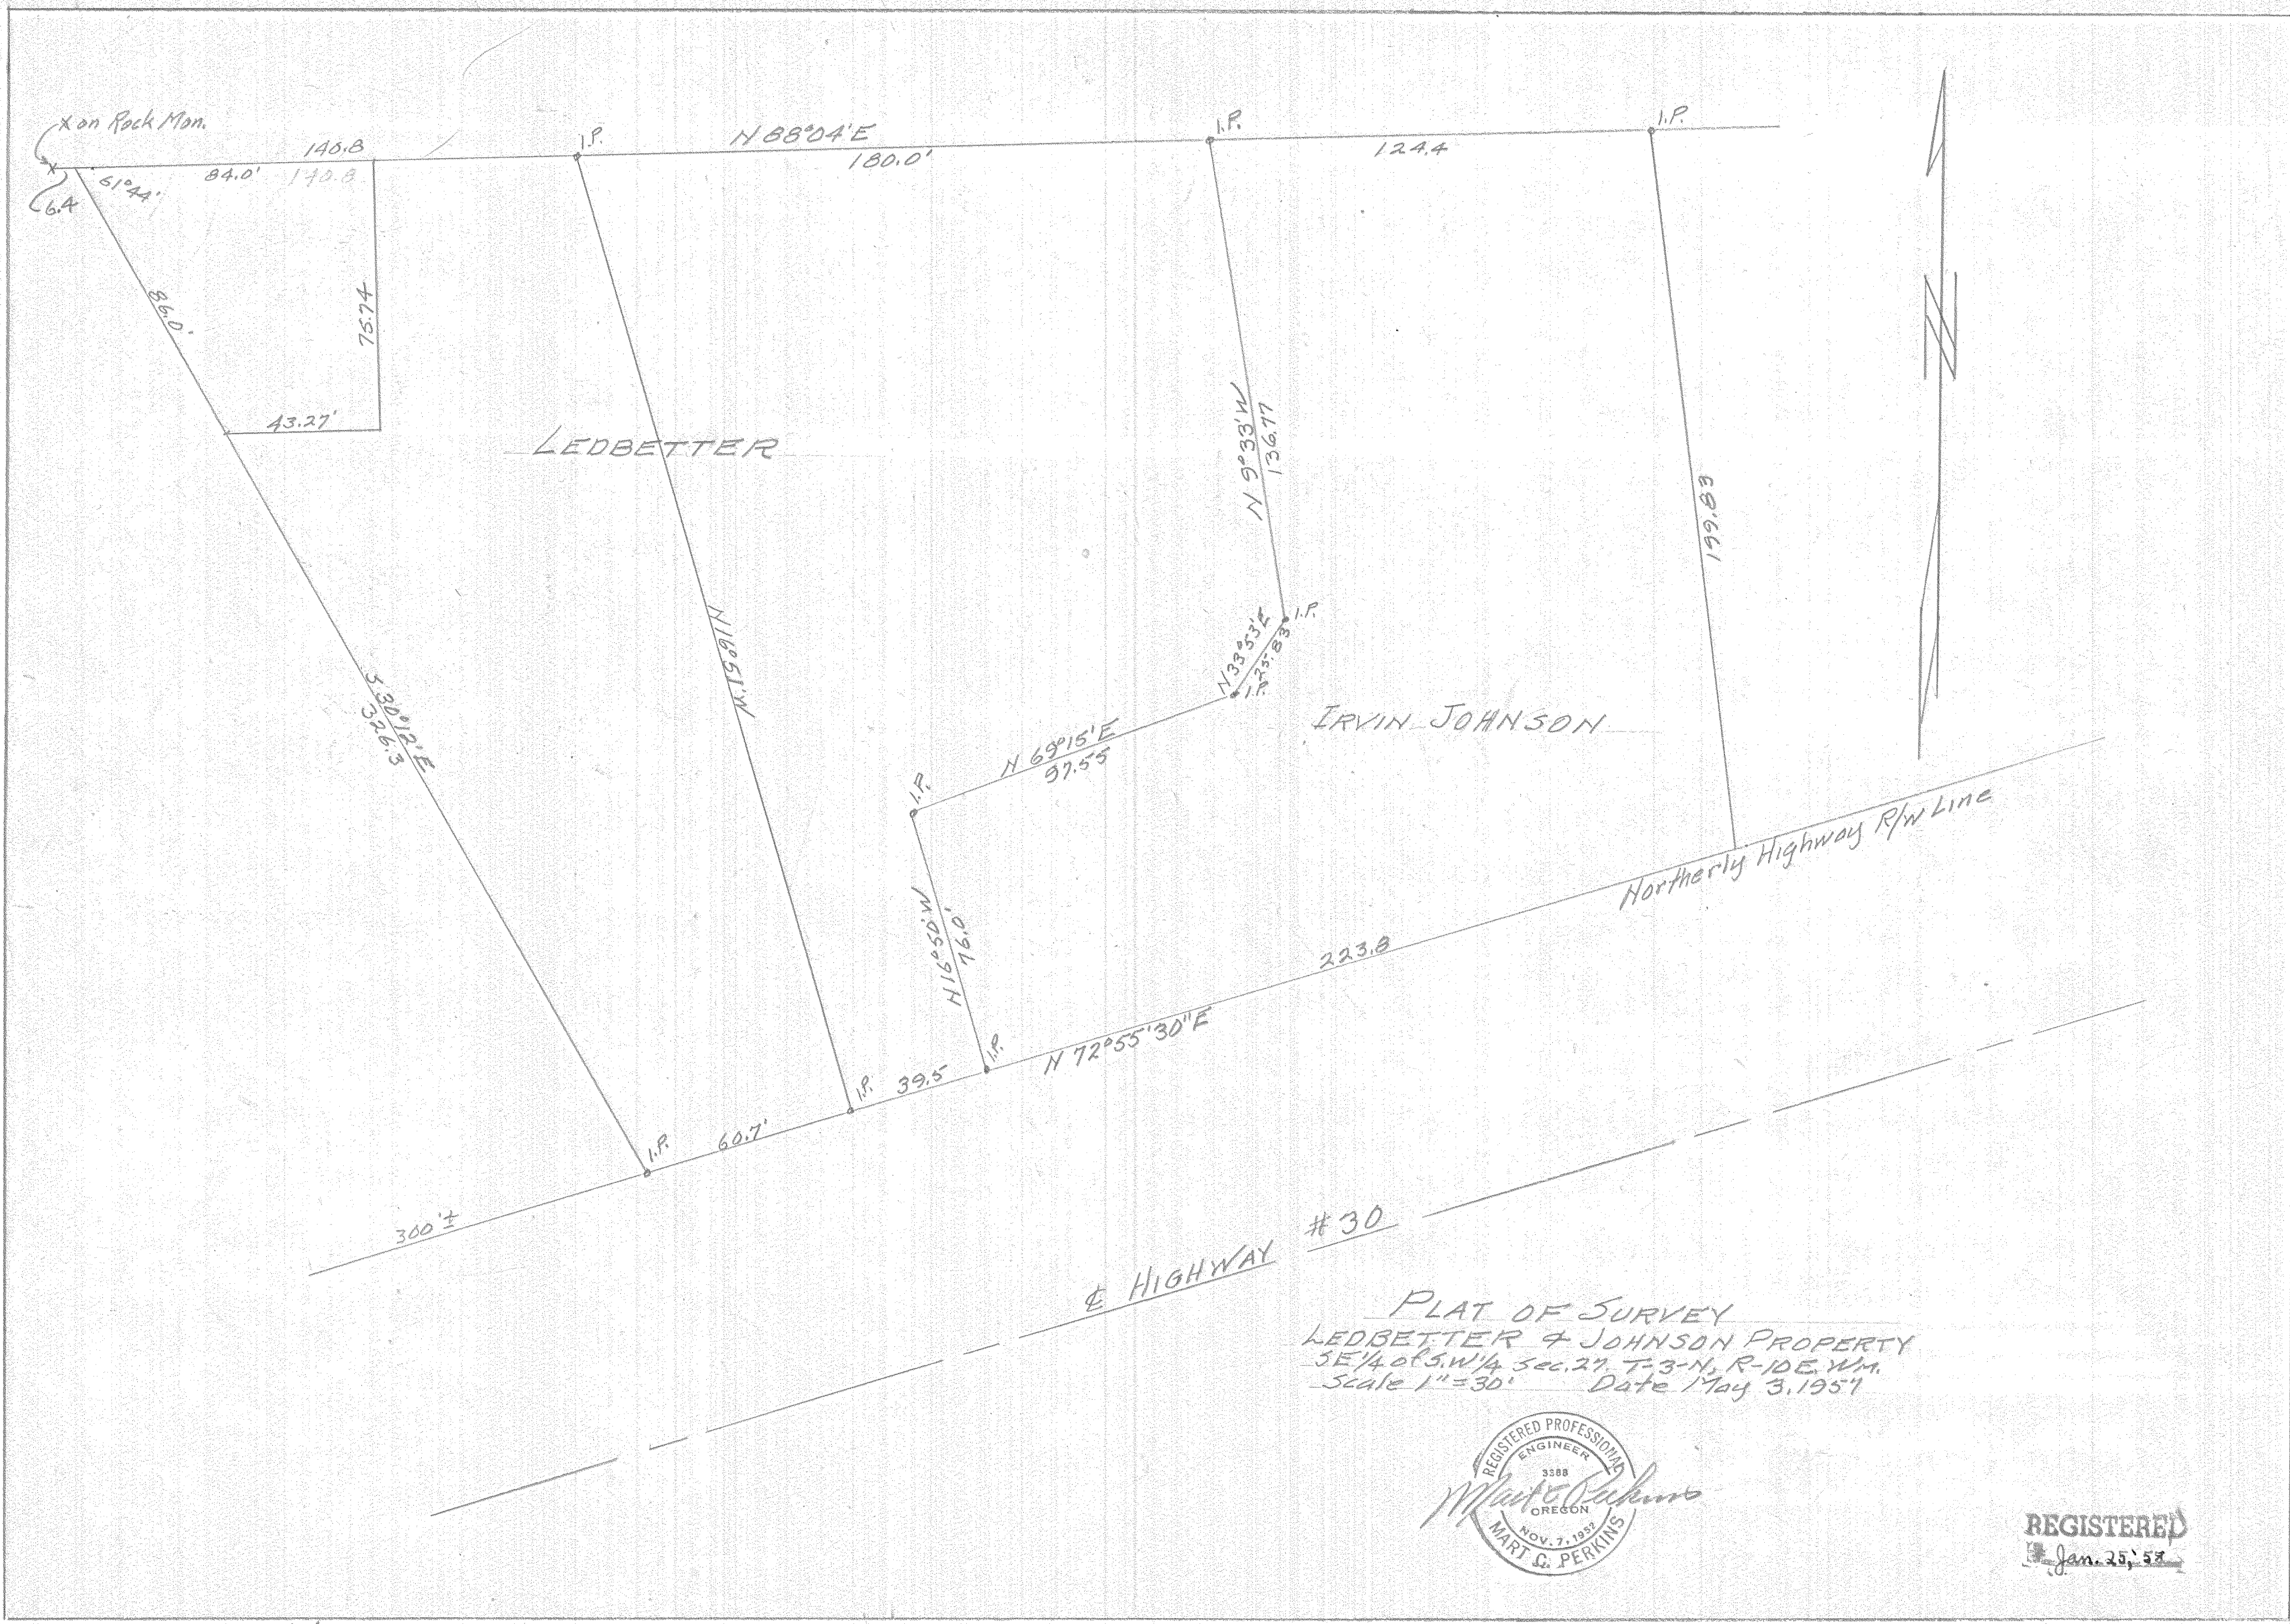 X on Rock Mon.
I.P.
N 88°04'E
I.P.
I.P.
140.8
180.0'
124.4
84.0'
140.8
61°44'
6.4
86.0'
75.74
43.27'
LEDBETTER
N 9°33'W
136.77
199.83
I.P.
N 33°53'E
25.83
I.P.
N 16°51'W
S 30°12'E
326.3
IRVIN JOHNSON
N 69°15'E
97.55
I.P.
Northerly Highway R/W Line
N 16°50'W
76.0'
223.8
N 72°55'30"E
I.P.
39.5
I.P.
60.7'
I.P.
300'±
℄ HIGHWAY #30
PLAT OF SURVEY
LEDBETTER & JOHNSON PROPERTY
SE 1/4 of S.W 1/4 Sec. 27, T-3-N, R-10 E. WM.
Scale 1"=30' Date May 3, 1957
REGISTERED PROFESSIONAL
ENGINEER
3388
Mart C Perkins
OREGON
NOV. 7, 1952
MART C. PERKINS
REGISTERED
Jan. 25,